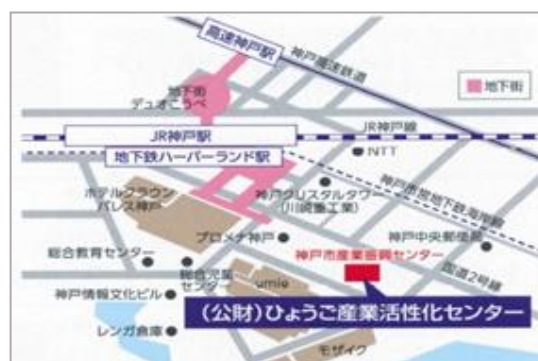 高速神戸駅
神戸高速鉄道
地下街
デュオこうべ
地下街
JR神戸駅
JR神戸線
地下鉄ハーバーランド駅
NTT
ホテルクラウン
パレス神戸
神戸クリスタルタワー
(川崎重工業)
神戸市営地下鉄海岸線
プロメナ神戸
神戸中央郵便局
総合教育センター
神戸市産業振興センター
国道2号線
総合児童
センター
umie
神戸情報文化ビル
(公財)ひょうご産業活性化センター
レンガ倉庫
モザイク